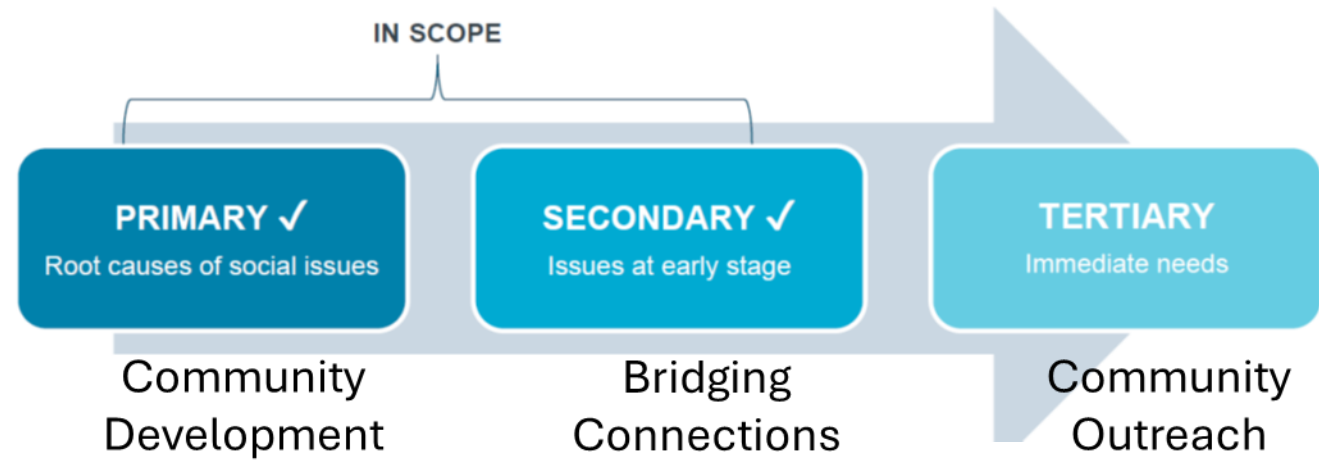 IN SCOPE
PRIMARY ✓
Root causes of social issues
SECONDARY ✓
Issues at early stage
TERTIARY
Immediate needs
Community
Development
Bridging
Connections
Community
Outreach